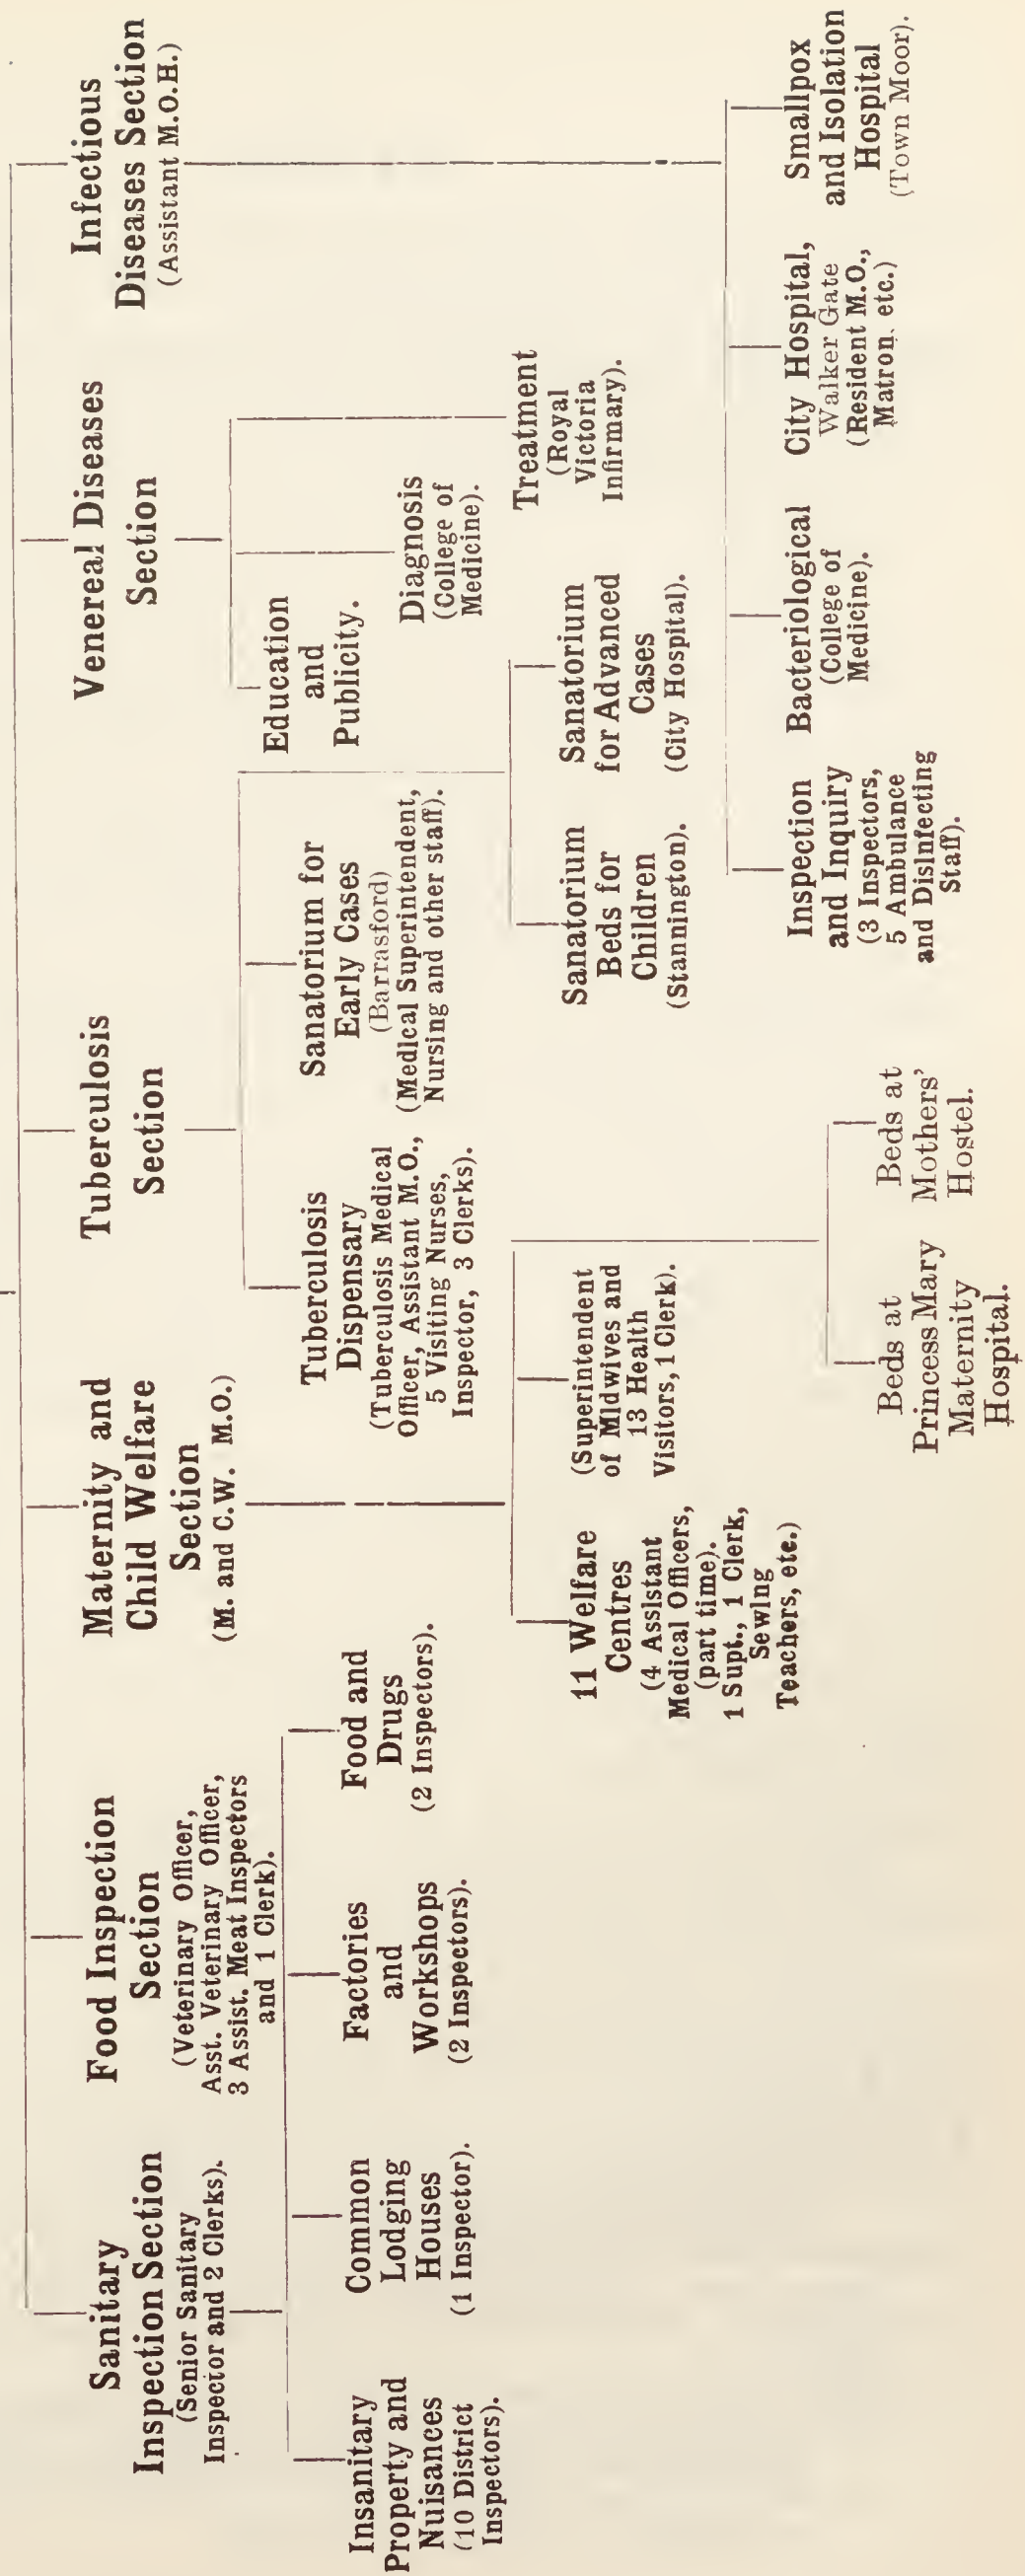 Sanitary
Inspection Section
(Senior Sanitary
Inspector and 2 Clerks).
Insanitary
Property and
Nuisances
(10 District
Inspectors).
Common
Lodging
Houses
(1 Inspector).
Factories
and
Workshops
(2 Inspectors).
Food and
Drugs
(2 Inspectors).
Food Inspection
Section
(Veterinary Officer,
Asst. Veterinary Officer,
3 Assist. Meat Inspectors
and 1 Clerk).
Maternity and
Child Welfare
Section
(M. and C.W. M.O.)
11 Welfare
Centres
(4 Assistant
Medical Officers,
(part time).
1 Supt., 1 Clerk,
Sewing
Teachers, etc.)
(Superintendent
of Midwives and
13 Health
Visitors, 1 Clerk).
Beds at
Princess Mary
Maternity
Hospital.
Beds at
Mothers'
Hostel.
Tuberculosis
Section
Tuberculosis
Dispensary
(Tuberculosis Medical
Officer, Assistant M.O.,
5 Visiting Nurses,
Inspector, 3 Clerks).
Sanatorium for
Early Cases
(Barrasford)
(Medical Superintendent,
Nursing and other staff).
Sanatorium
Beds for
Children
(Stannington).
Sanatorium
for Advanced
Cases
(City Hospital).
Venereal Diseases
Section
Education
and
Publicity.
Diagnosis
(College of
Medicine).
Treatment
(Royal
Victoria
Infirmary).
Infectious
Diseases Section
(Assistant M.O.H.)
Inspection
and Inquiry
(3 Inspectors,
5 Ambulance
and Disinfecting
Staff).
Bacteriological
(College of
Medicine).
City Hospital,
Walker Gate
(Resident M.O.,
Matron, etc.)
Smallpox
and Isolation
Hospital
(Town Moor).